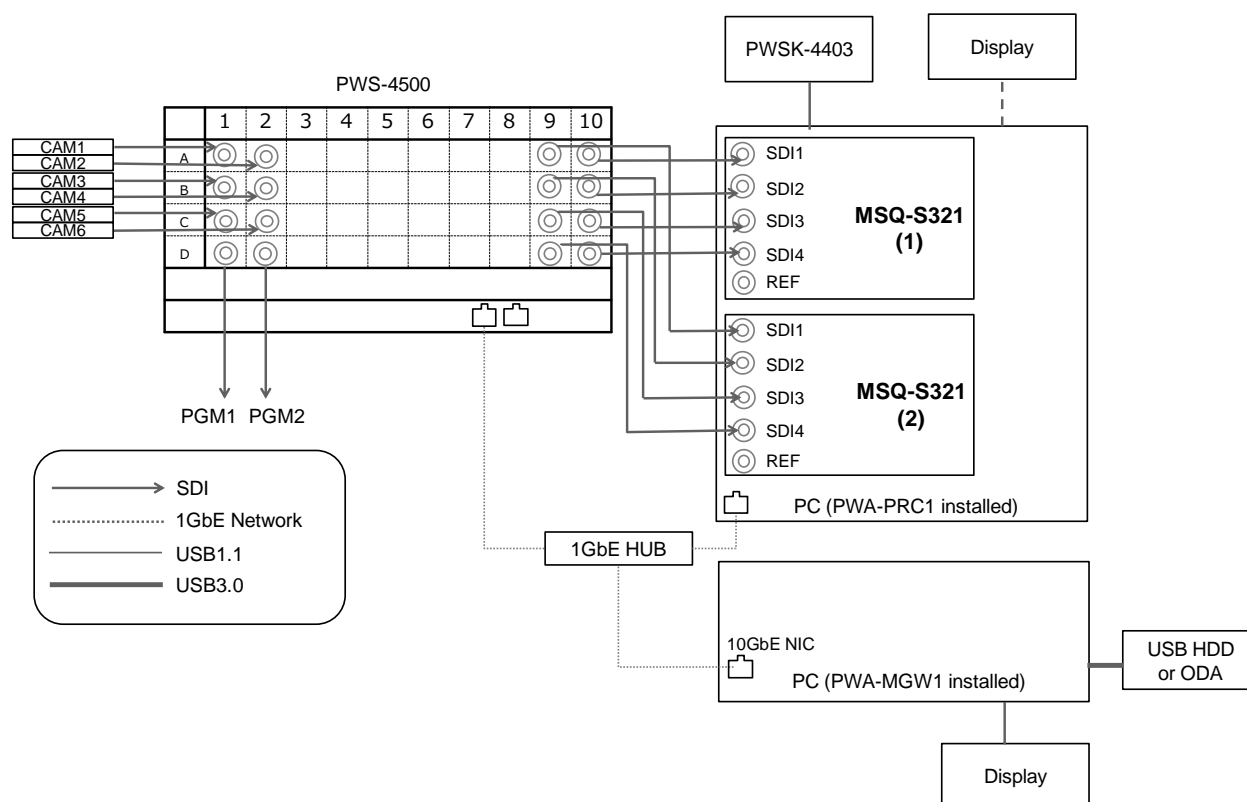 PWSK-4403
Display
PWS-4500
1 2 3 4 5 6 7 8 9 10
CAM1
CAM2
CAM3
CAM4
CAM5
CAM6
A
B
C
D
SDI1
SDI2
SDI3
SDI4
REF
MSQ-S321
(1)
SDI1
SDI2
SDI3
SDI4
REF
MSQ-S321
(2)
PC (PWA-PRC1 installed)
PGM1 PGM2
SDI
1GbE Network
USB1.1
USB3.0
1GbE HUB
10GbE NIC
PC (PWA-MGW1 installed)
USB HDD
or ODA
Display